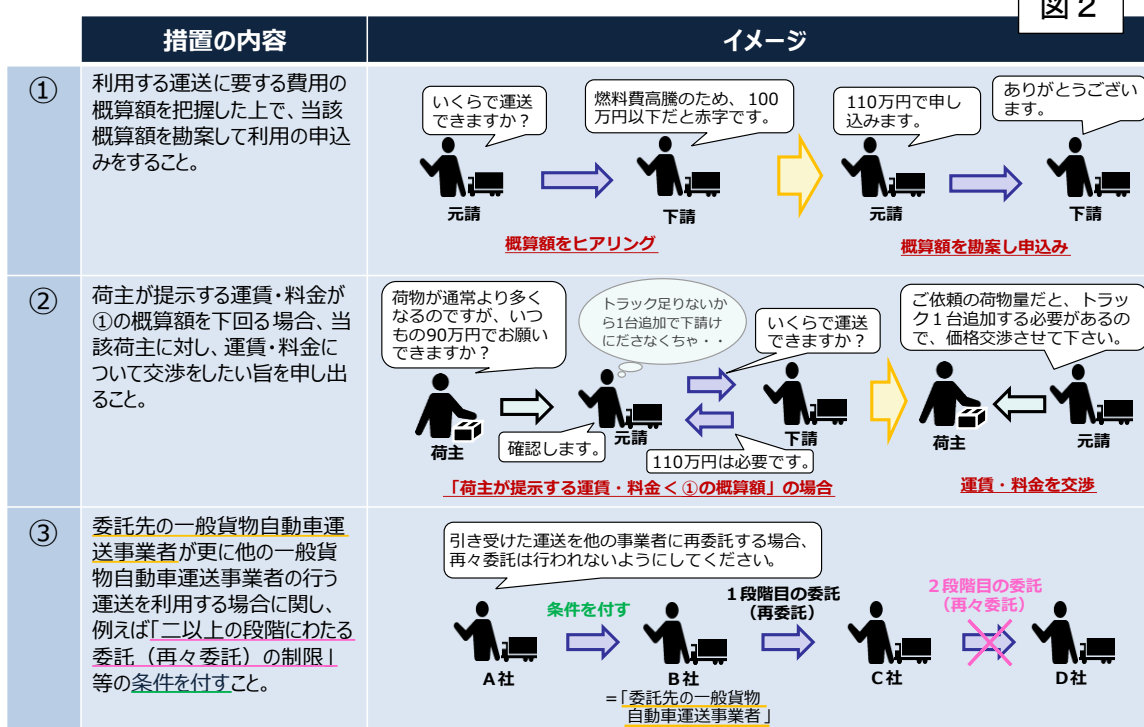 図2
措置の内容
イメージ
①
利用する運送に要する費用の
概算額を把握した上で、当該
概算額を勘案して利用の申込
みをすること。
いくらで運送
できますか?
燃料費高騰のため、100
万円以下だと赤字です。
110万円で申し
込みます。
ありがとうござい
ます。
元請
下請
元請
下請
概算額をヒアリング
概算額を勘案し申込み
②
荷主が提示する運賃・料金が
①の概算額を下回る場合、当
該荷主に対し、運賃・料金に
ついて交渉をしたい旨を申し出
ること。
荷物が通常より多く
なるのですが、いつ
もの90万円でお願い
できますか?
トラック足りないか
ら1台追加で下請け
にださなくちゃ・・
いくらで運送
できますか?
ご依頼の荷物量だと、トラッ
ク1台追加する必要があるの
で、価格交渉させて下さい。
荷主
確認します。
元請
下請
110万円は必要です。
荷主
元請
「荷主が提示する運賃・料金<①の概算額」の場合
運賃・料金を交渉
③
委託先の一般貨物自動車運
送事業者が更に他の一般貨
物自動車運送事業者の行う
運送を利用する場合に関し、
例えば「二以上の段階にわたる
委託(再々委託)の制限」
等の条件を付すこと。
引き受けた運送を他の事業者に再委託する場合、
再々委託は行われないようにしてください。
条件を付す
1段階目の委託
(再委託)
2段階目の委託
(再々委託)
A社
B社
C社
D社
=「委託先の一般貨物
自動車運送事業者」